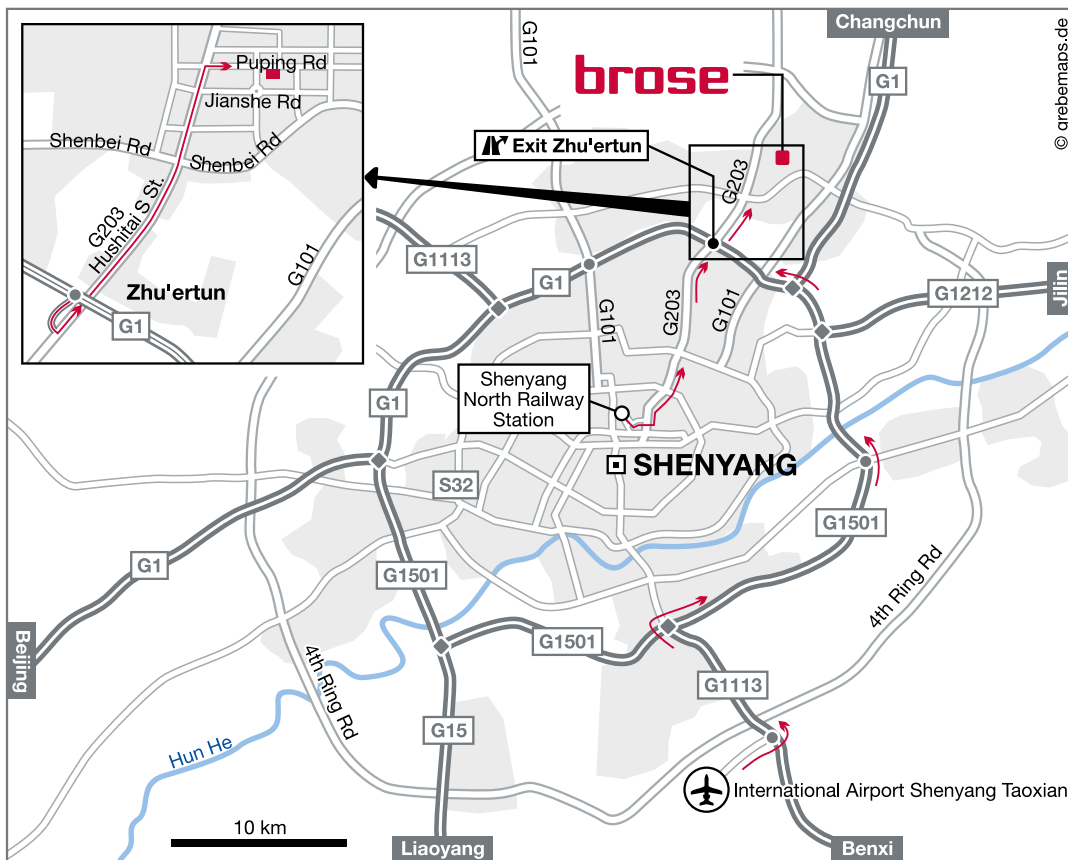 Puping Rd
Jianshe Rd
Shenbei Rd
Shenbei Rd
G203
Hushitai S St.
G101
Zhu'ertun
G1
G101
Changchun
G1
© arebemaps.de
brose
Exit Zhu'ertun
G203
G1113
G1
G101
G203
G101
G1212
Jilin
G1
Shenyang
North Railway
Station
SHENYANG
S32
G1501
G1
G1501
G1501
4th Ring Rd
4th Ring Rd
Beijing
G1113
G15
Hun He
International Airport Shenyang Taoxian
10 km
Liaoyang
Benxi